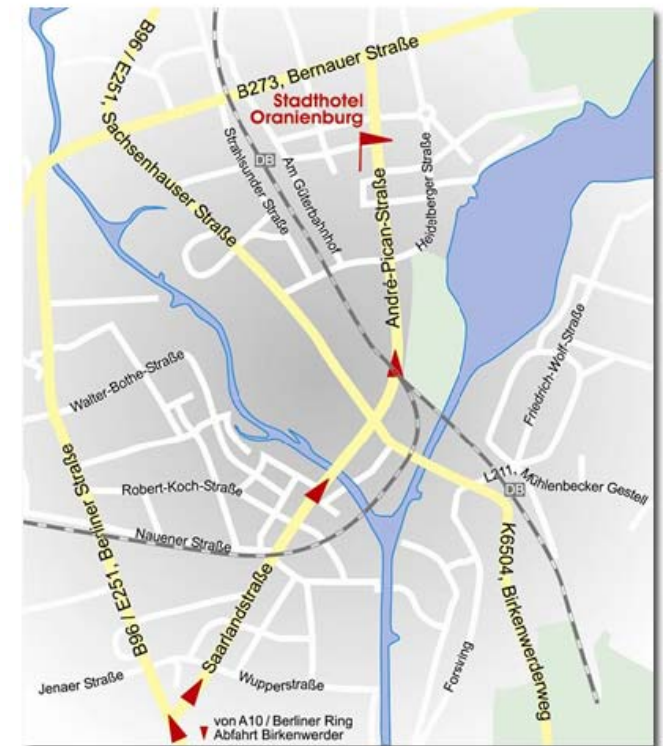 B96 / E251, Sachsenhauser Straße
B273, Bernauer Straße
Stadthotel
Oranienburg
DB
Strahlsunder Straße
Am Güterbahnhof
Heidelberger Straße
André-Pican-Straße
Friedrich-Wolf-Straße
Walter-Bothe-Straße
Robert-Koch-Straße
L211, Mühlenbecker Gestell
DB
Nauener Straße
B96 / E251, Berliner Straße
Saarlandstraße
K6504, Birkenwerderweg
Forsiving
Jenaer Straße
Wupperstraße
von A10 / Berliner Ring
Abfahrt Birkenwerder